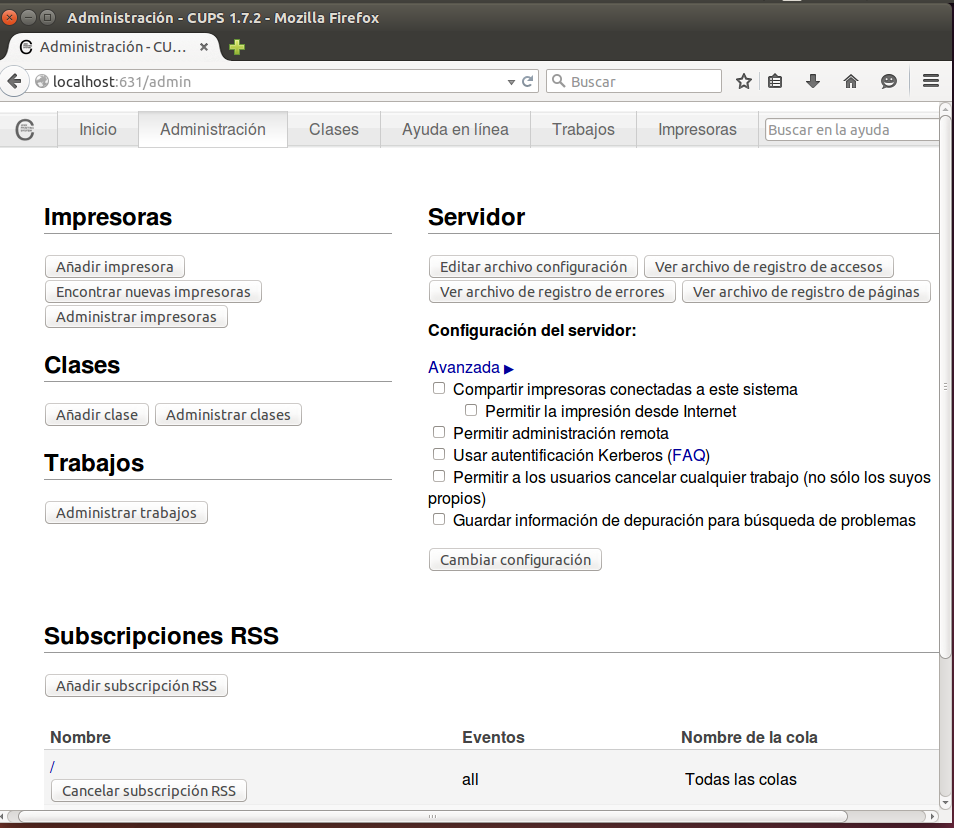 Administración - CUPS 1.7.2 - Mozilla Firefox
Administración - CU...
localhost:631/admin
Buscar
Inicio
Administración
Clases
Ayuda en línea
Trabajos
Impresoras
Buscar en la ayuda
Impresoras
Añadir impresora
Encontrar nuevas impresoras
Administrar impresoras
Clases
Añadir clase
Administrar clases
Trabajos
Administrar trabajos
Servidor
Editar archivo configuración
Ver archivo de registro de accesos
Ver archivo de registro de errores
Ver archivo de registro de páginas
Configuración del servidor:
Avanzada ▶
Compartir impresoras conectadas a este sistema
Permitir la impresión desde Internet
Permitir administración remota
Usar autentificación Kerberos (FAQ)
Permitir a los usuarios cancelar cualquier trabajo (no sólo los suyos
propios)
Guardar información de depuración para búsqueda de problemas
Cambiar configuración
Subscripciones RSS
Añadir subscripción RSS
Nombre
Eventos
Nombre de la cola
/
Cancelar subscripción RSS
all
Todas las colas